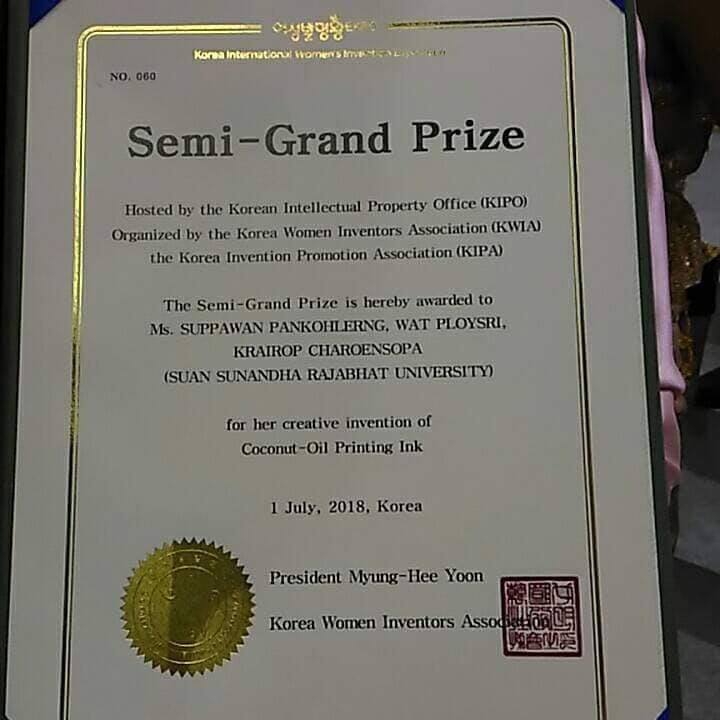 Korea International Women's Invention
NO. 060
Semi-Grand Prize
Hosted by the Korean Intellectual Property Office (KIPO)
Organized by the Korea Women Inventors Association (KWIA)
the Korea Invention Promotion Association (KIPA)
The Semi-Grand Prize is hereby awarded to
Ms. SUPPAWAN PANKOHLERNG, WAT PLOYSRI,
KRAIROP CHAROENSOPA
(SUAN SUNANDHA RAJABHAT UNIVERSITY)
for her creative invention of
Coconut-Oil Printing Ink
1 July, 2018, Korea
President Myung-Hee Yoon
Korea Women Inventors Association